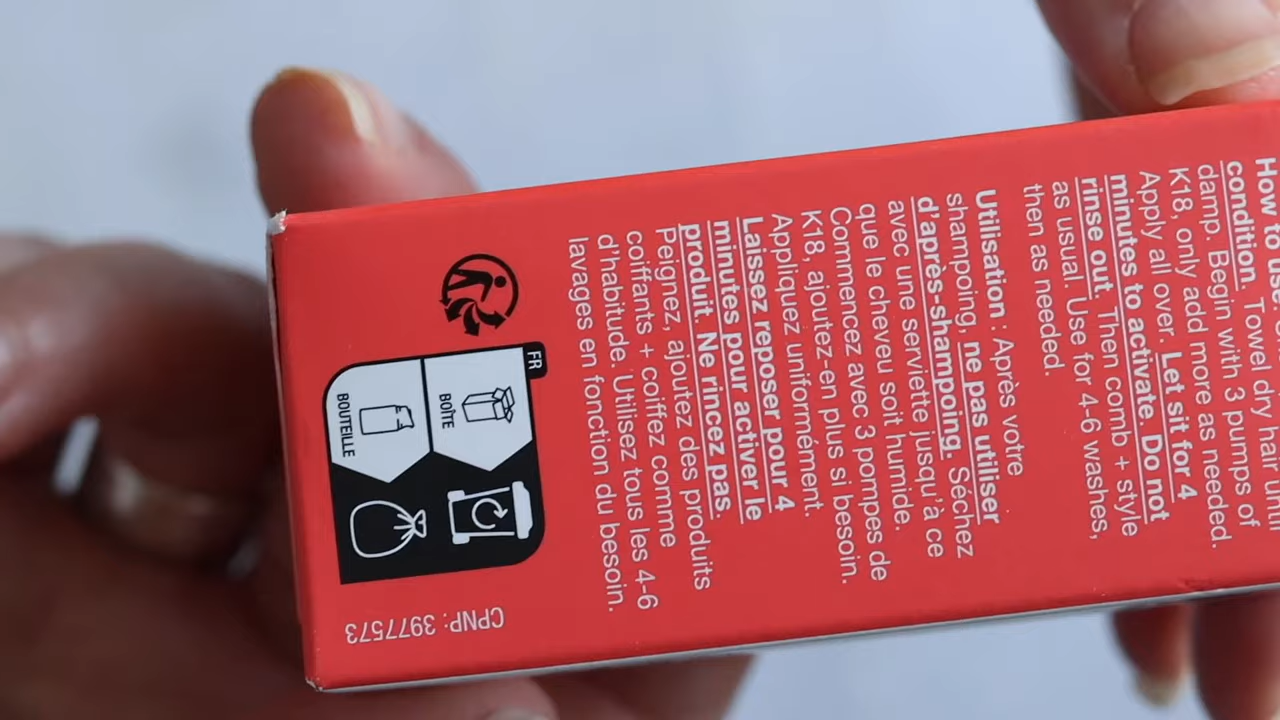 How to Use:
condition. Towel dry hair until
damp. Begin with 3 pumps of
K18, only add more as needed.
Apply all over. Let sit for 4
minutes to activate. Do not
rinse out. Then comb + style
as usual. Use for 4-6 washes,
then as needed.
Utilisation : Après votre
shampoing, ne pas utiliser
d'après-shampoing. Séchez
avec une serviette jusqu'à ce
que le cheveu soit humide.
Commencez avec 3 pompes de
K18, ajoutez-en plus si besoin.
Appliquez uniformément.
Laissez reposer pour 4
minutes pour activer le
produit. Ne rincez pas.
Peignez, ajoutez des produits
coiffants + coiffez comme
d'habitude. Utilisez tous les 4-6
lavages en fonction du besoin.
FR
BOÎTE
BOUTEILLE
CPNP: 3977573